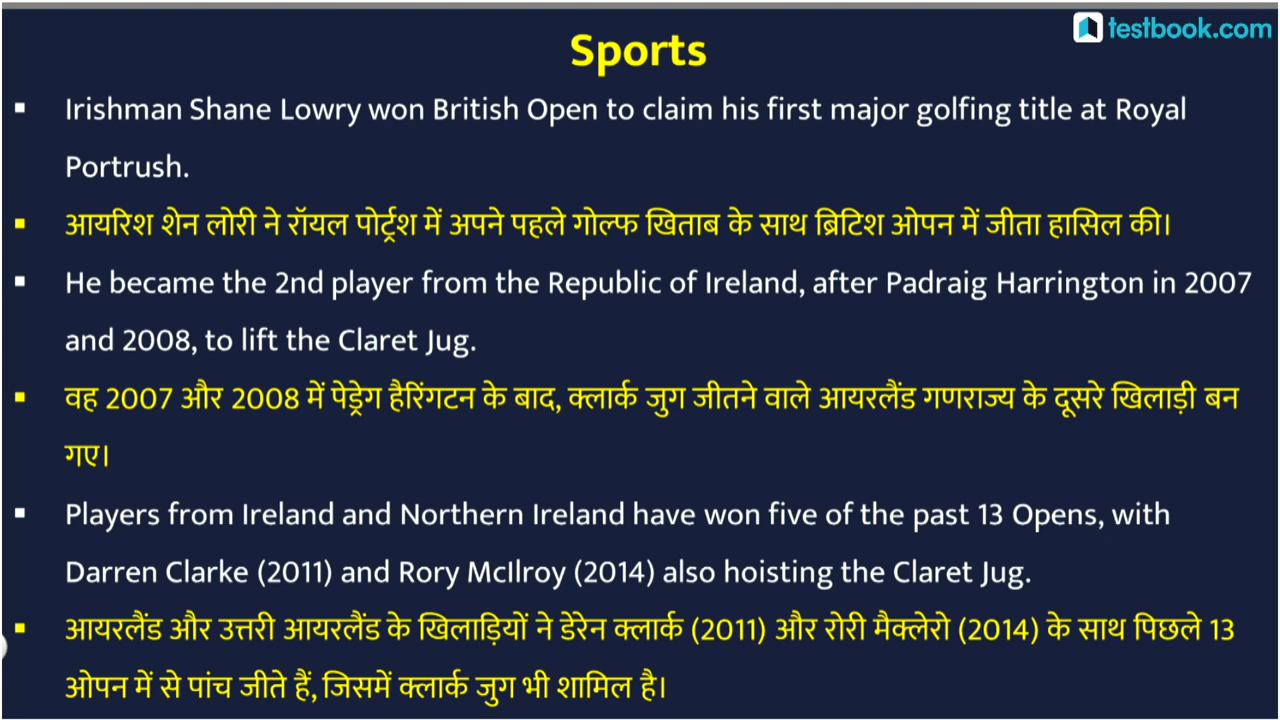 testbook.com
Sports
▪ Irishman Shane Lowry won British Open to claim his first major golfing title at Royal
Portrush.
▪ आयरिश शेन लोरी ने रॉयल पोर्ट्रश में अपने पहले गोल्फ खिताब के साथ ब्रिटिश ओपन में जीता हासिल की।
▪ He became the 2nd player from the Republic of Ireland, after Padraig Harrington in 2007
and 2008, to lift the Claret Jug.
▪ वह 2007 और 2008 में पेड्रेग हैरिंगटन के बाद, क्लार्क जुग जीतने वाले आयरलैंड गणराज्य के दूसरे खिलाड़ी बन
गए।
▪ Players from Ireland and Northern Ireland have won five of the past 13 Opens, with
Darren Clarke (2011) and Rory McIlroy (2014) also hoisting the Claret Jug.
▪ आयरलैंड और उत्तरी आयरलैंड के खिलाड़ियों ने डेरेन क्लार्क (2011) और रोरी मैक्लेरो (2014) के साथ पिछले 13
ओपन में से पांच जीते हैं, जिसमें क्लार्क जुग भी शामिल है।